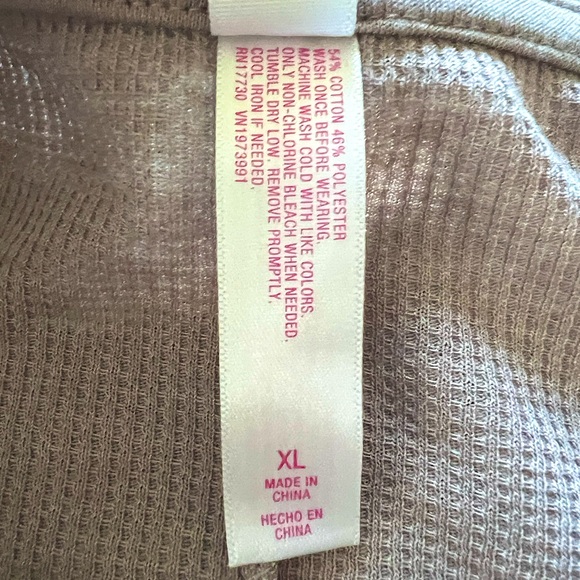 54% COTTON 46% POLYESTER
WASH ONCE BEFORE WEARING.
MACHINE WASH COLD WITH LIKE COLORS.
ONLY NON-CHLORINE BLEACH WHEN NEEDED.
TUMBLE DRY LOW. REMOVE PROMPTLY.
COOL IRON IF NEEDED.
RN17730 VN1973991
XL
MADE IN
CHINA
HECHO EN
CHINA